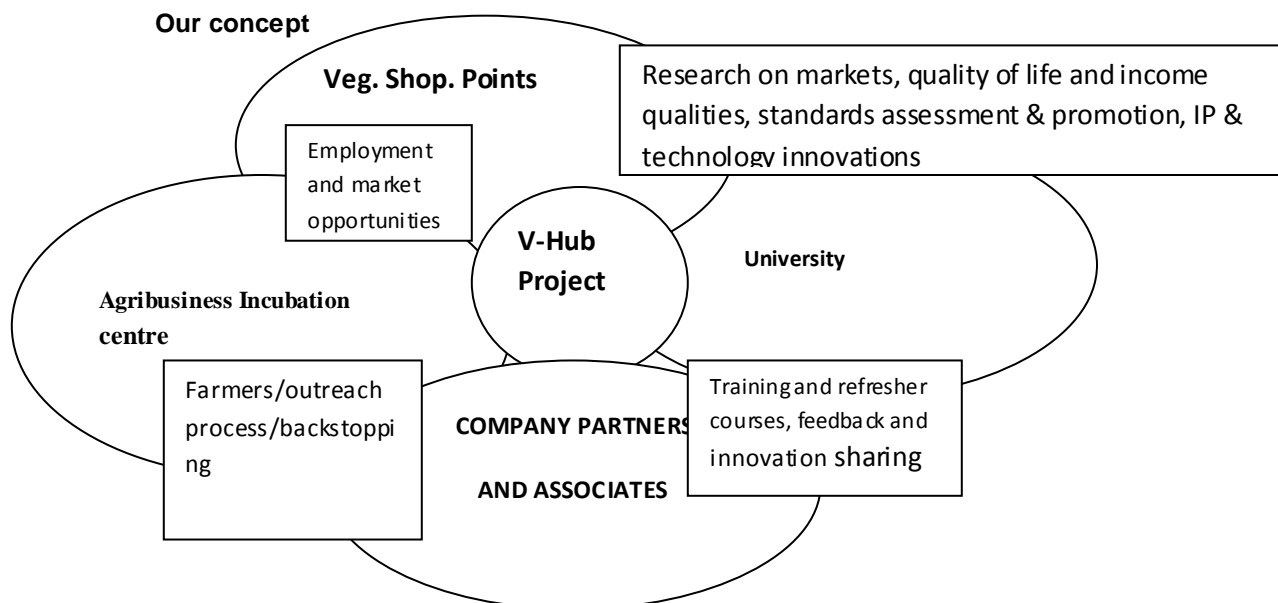 Our concept
Veg. Shop. Points
Research on markets, quality of life and income
qualities, standards assessment & promotion, IP &
technology innovations
Employment
and market
opportunities
V-Hub
Project
University
Agribusiness Incubation
centre
Farmers/outreach
process/backstoppi
ng
COMPANY PARTNERS
AND ASSOCIATES
Training and refresher
courses, feedback and
innovation sharing